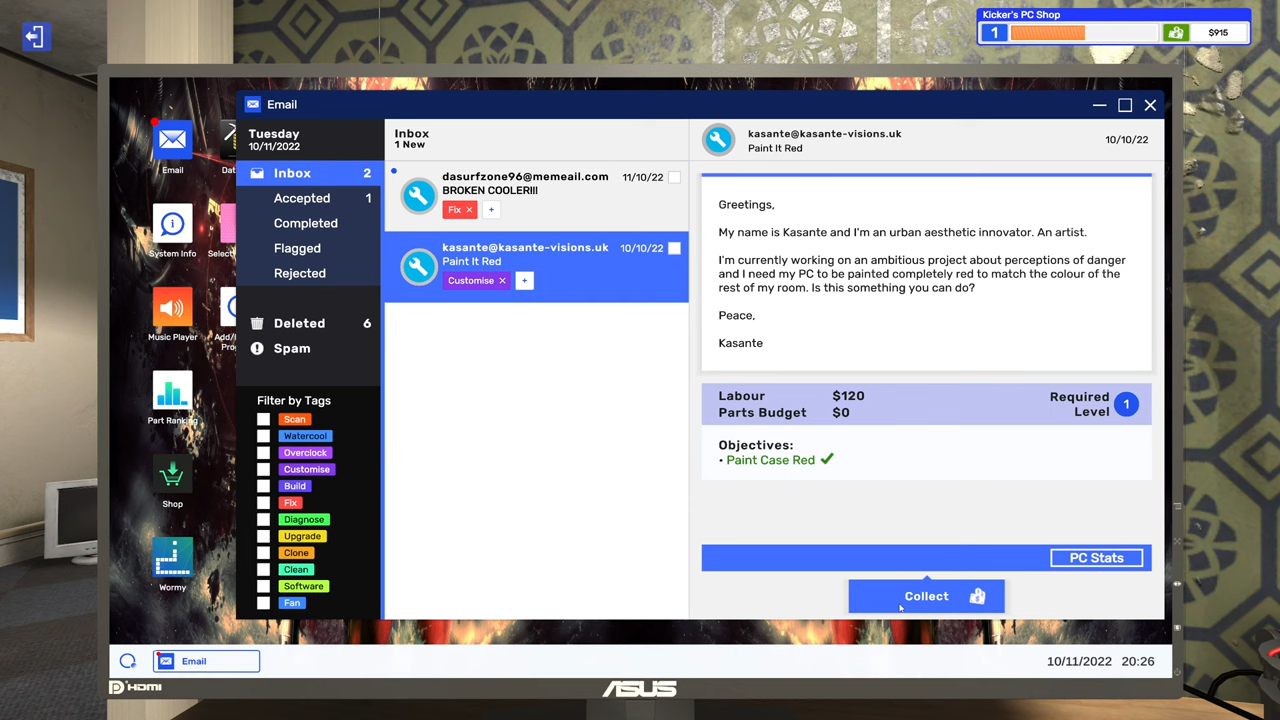 Kicker's PC Shop
1
$915
Email
Tuesday
10/11/2022
Inbox 2
Accepted 1
Completed
Flagged
Rejected
Deleted 6
Spam
Filter by Tags
Scan
Watercool
Overclock
Customise
Build
Fix
Diagnose
Upgrade
Clone
Clean
Software
Fan
Inbox
1 New
dasurfzone96@memeail.com 11/10/22
BROKEN COOLER!!!
Fix × +
kasante@kasante-visions.uk 10/10/22
Paint It Red
Customise × +
kasante@kasante-visions.uk
Paint It Red
10/10/22
Greetings,
My name is Kasante and I'm an urban aesthetic innovator. An artist.
I'm currently working on an ambitious project about perceptions of danger
and I need my PC to be painted completely red to match the colour of the
rest of my room. Is this something you can do?
Peace,
Kasante
Labour $120
Parts Budget $0
Required
Level 1
Objectives:
• Paint Case Red ✔
PC Stats
Collect
Email
System Info
Music Player
Part Ranking
Shop
Wormy
Dat
Select
Add/
Pro
Email
10/11/2022 20:26
HDMI
ASUS